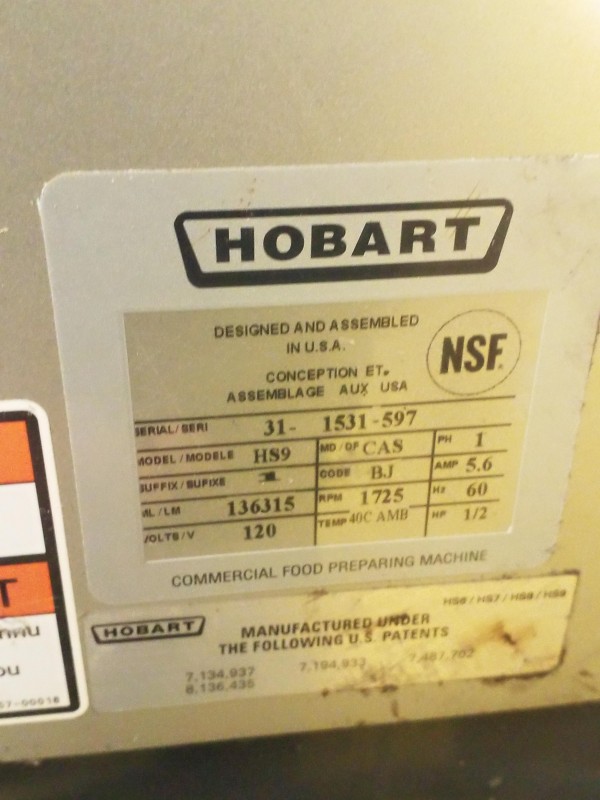 HOBART
DESIGNED AND ASSEMBLED
IN U.S.A.
CONCEPTION ET.
ASSEMBLAGE AUX USA
NSF
SERIAL/SERI 31- 1531-597
MODEL/MODELE HS9 MD/DF CAS PH 1
SUFFIX/SUFIXE CODE BJ AMP 5.6
ML/LM 136315 RPM 1725 Hz 60
VOLTS/V 120 TEMP 40C AMB HP 1/2
COMMERCIAL FOOD PREPARING MACHINE
HS6 / HS7 / HS8 / HS9
HOBART MANUFACTURED UNDER
THE FOLLOWING U.S. PATENTS
7,134,937 7,194,933 7,487,702
8,136,435
T